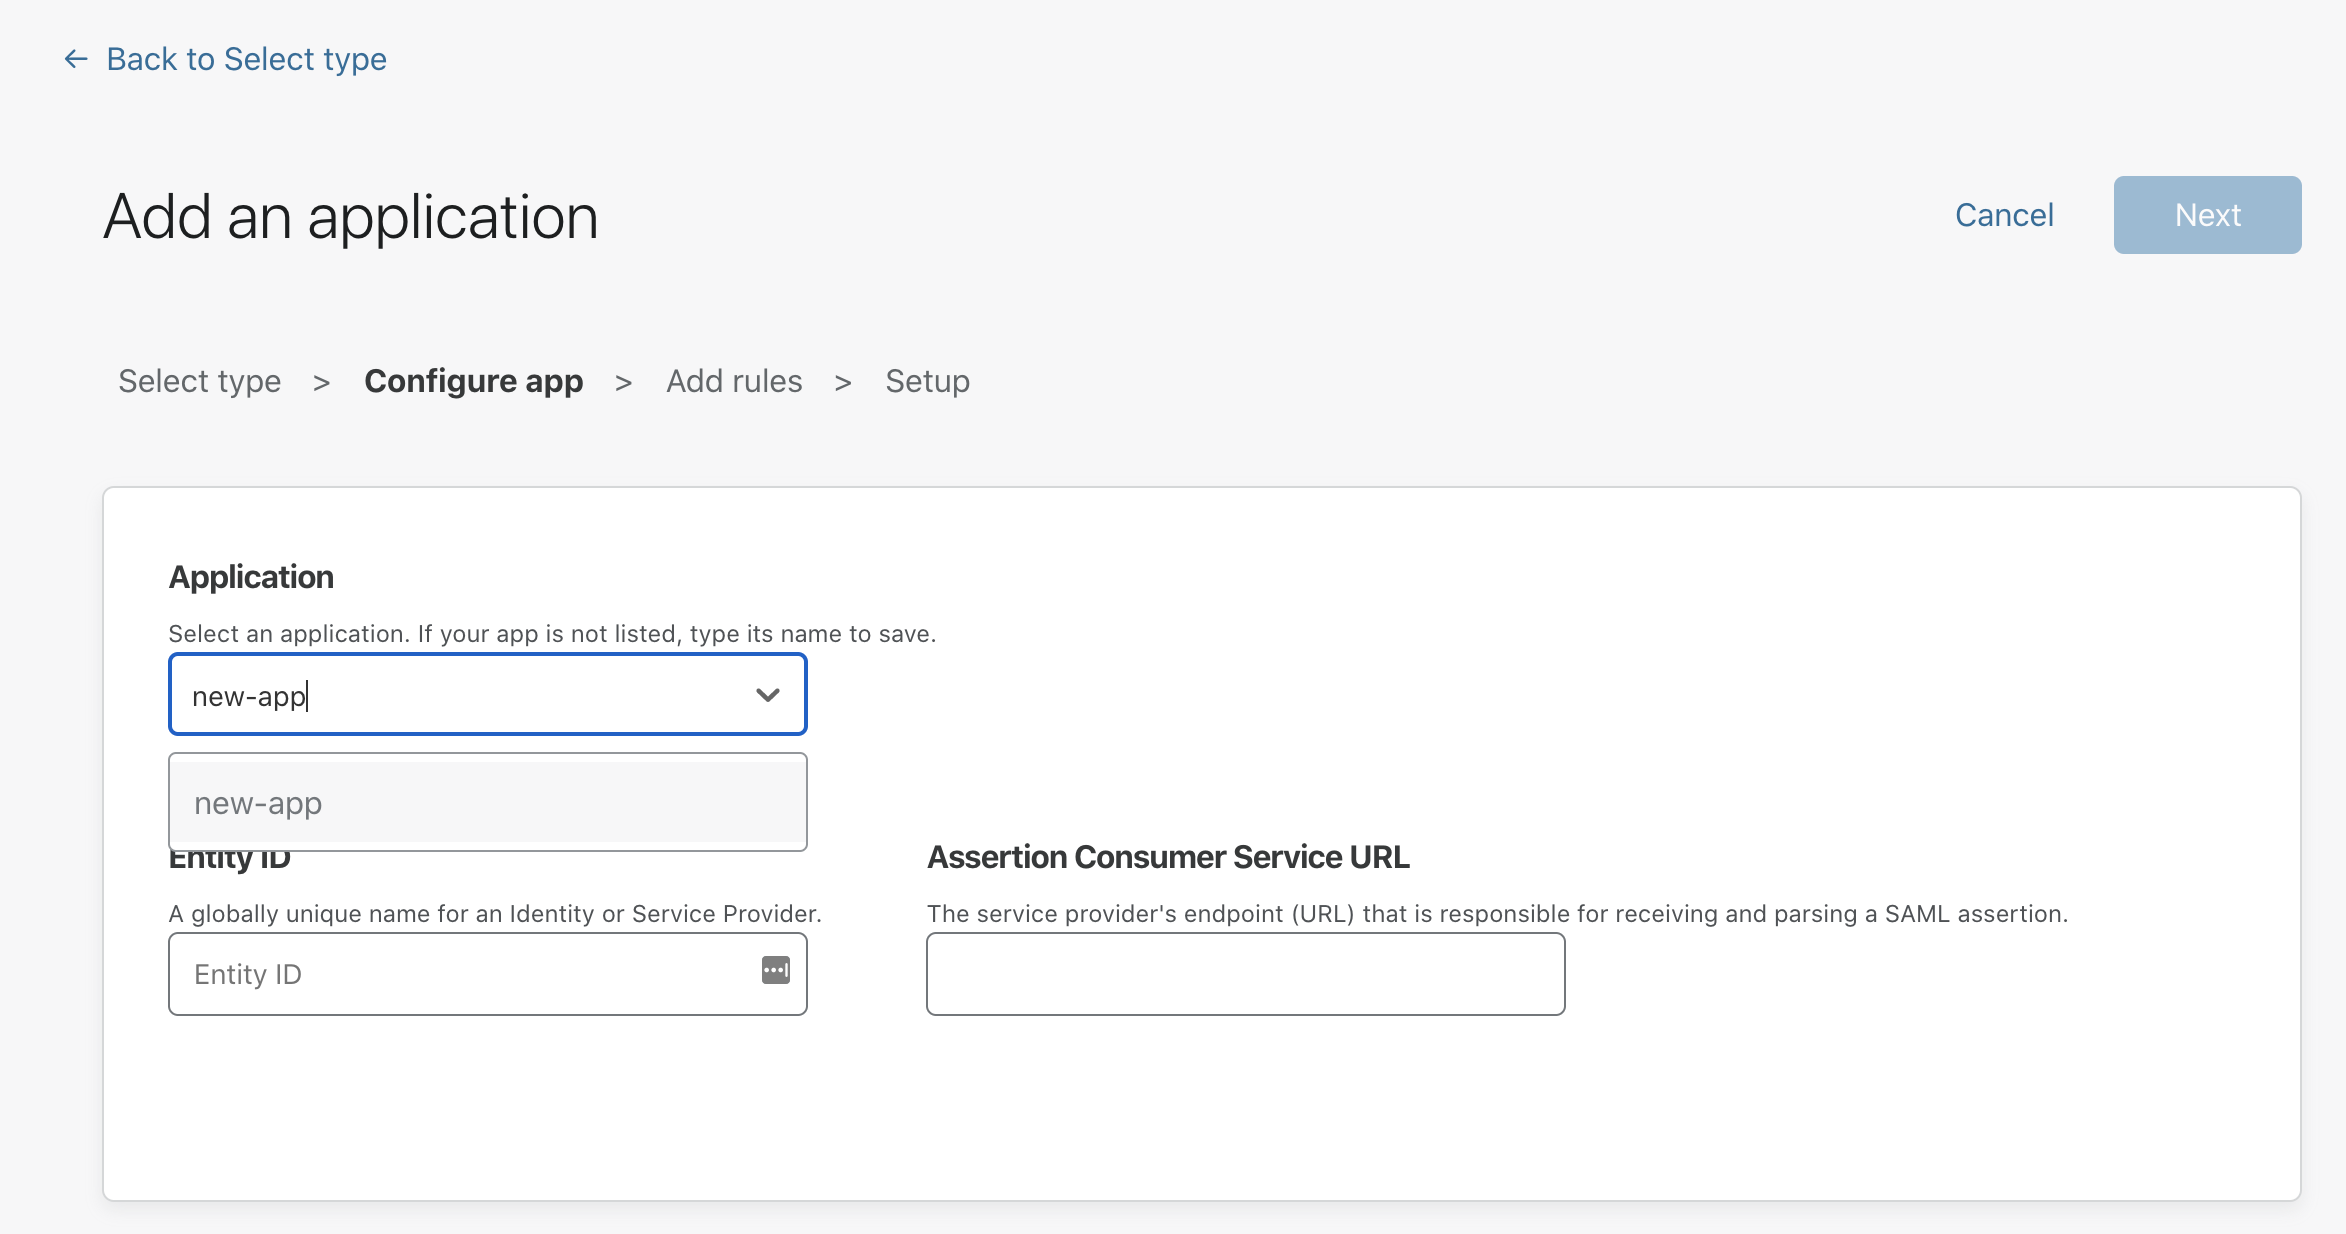 ← Back to Select type
Add an application
Cancel
Next
Select type > Configure app > Add rules > Setup
Application
Select an application. If your app is not listed, type its name to save.
new-app
new-app
Entity ID
A globally unique name for an Identity or Service Provider.
Entity ID
Assertion Consumer Service URL
The service provider's endpoint (URL) that is responsible for receiving and parsing a SAML assertion.